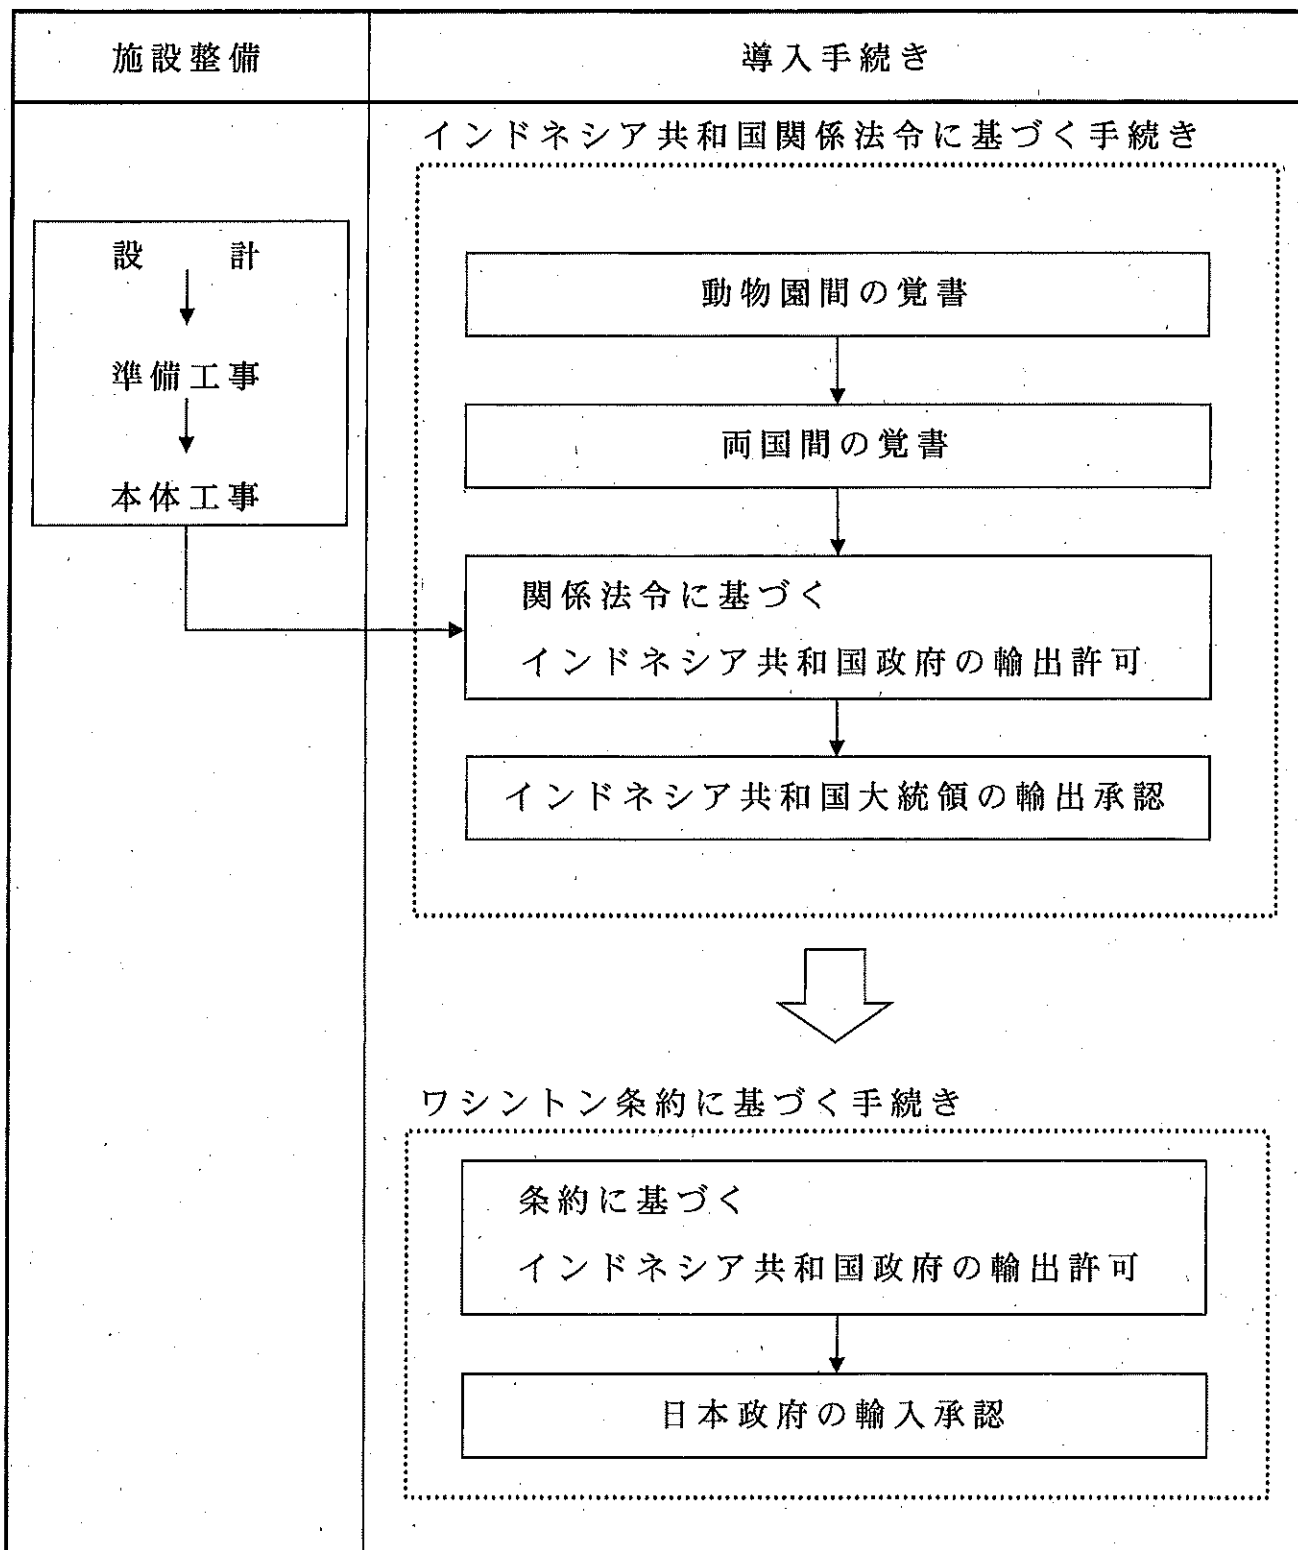 施設整備
導入手続き
設　計
準備工事
本体工事
インドネシア共和国関係法令に基づく手続き
動物園間の覚書
両国間の覚書
関係法令に基づく
インドネシア共和国政府の輸出許可
インドネシア共和国大統領の輸出承認
ワシントン条約に基づく手続き
条約に基づく
インドネシア共和国政府の輸出許可
日本政府の輸入承認